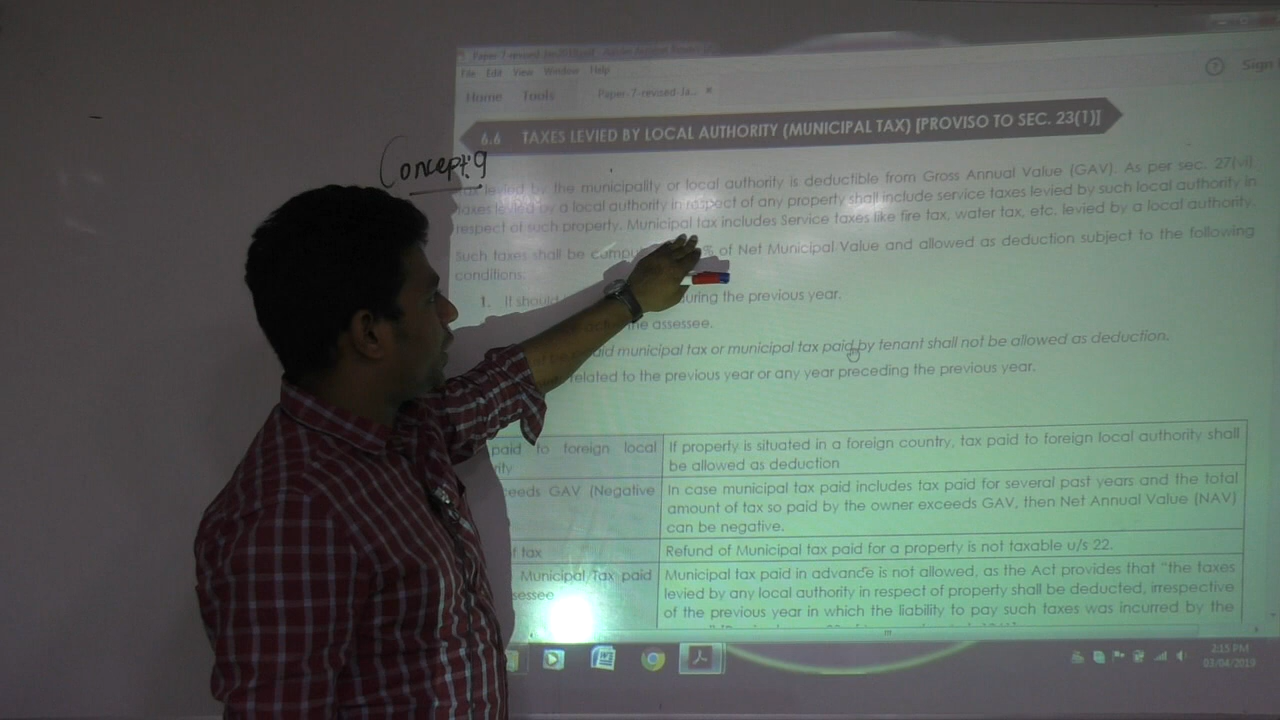 Paper-7-revised-Jan2019.pdf - Adobe Acrobat Reader DC
File Edit View Window Help
Home Tools Paper-7-revised-Ja... × Sign
6.6 TAXES LEVIED BY LOCAL AUTHORITY (MUNICIPAL TAX) [PROVISO TO SEC. 23(1)]
Concept:9
levied by the municipality or local authority is deductible from Gross Annual Value (GAV). As per sec. 27(vi),
taxes levied by a local authority in respect of any property shall include service taxes levied by such local authority in
respect of such property. Municipal tax includes Service taxes like fire tax, water tax, etc. levied by a local authority.
Such taxes shall be % of Net Municipal Value and allowed as deduction subject to the following
conditions:
1. It should during the previous year.
the assessee.
municipal tax or municipal tax paid by tenant shall not be allowed as deduction.
related to the previous year or any year preceding the previous year.
paid to foreign local If property is situated in a foreign country, tax paid to foreign local authority shall
be allowed as deduction
GAV (Negative In case municipal tax paid includes tax paid for several past years and the total
amount of tax so paid by the owner exceeds GAV, then Net Annual Value (NAV)
can be negative.
tax Refund of Municipal tax paid for a property is not taxable u/s 22.
Municipal Tax paid Municipal tax paid in advance is not allowed, as the Act provides that "the taxes
levied by any local authority in respect of property shall be deducted, irrespective
of the previous year in which the liability to pay such taxes was incurred by the
2:15 PM
03/04/2019